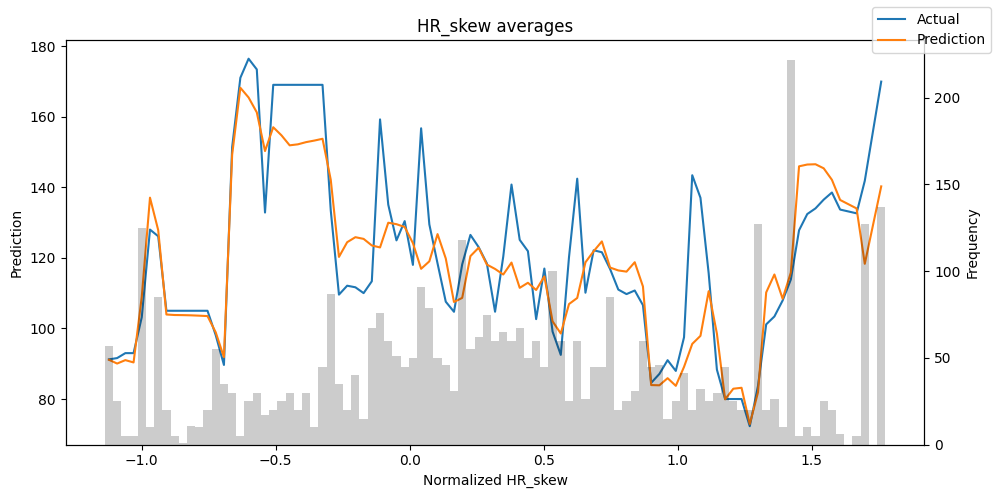 HR_skew averages
Actual
Prediction
180
160
140
120
100
80
Prediction
200
150
100
50
0
Frequency
−1.0 −0.5 0.0 0.5 1.0 1.5
Normalized HR_skew